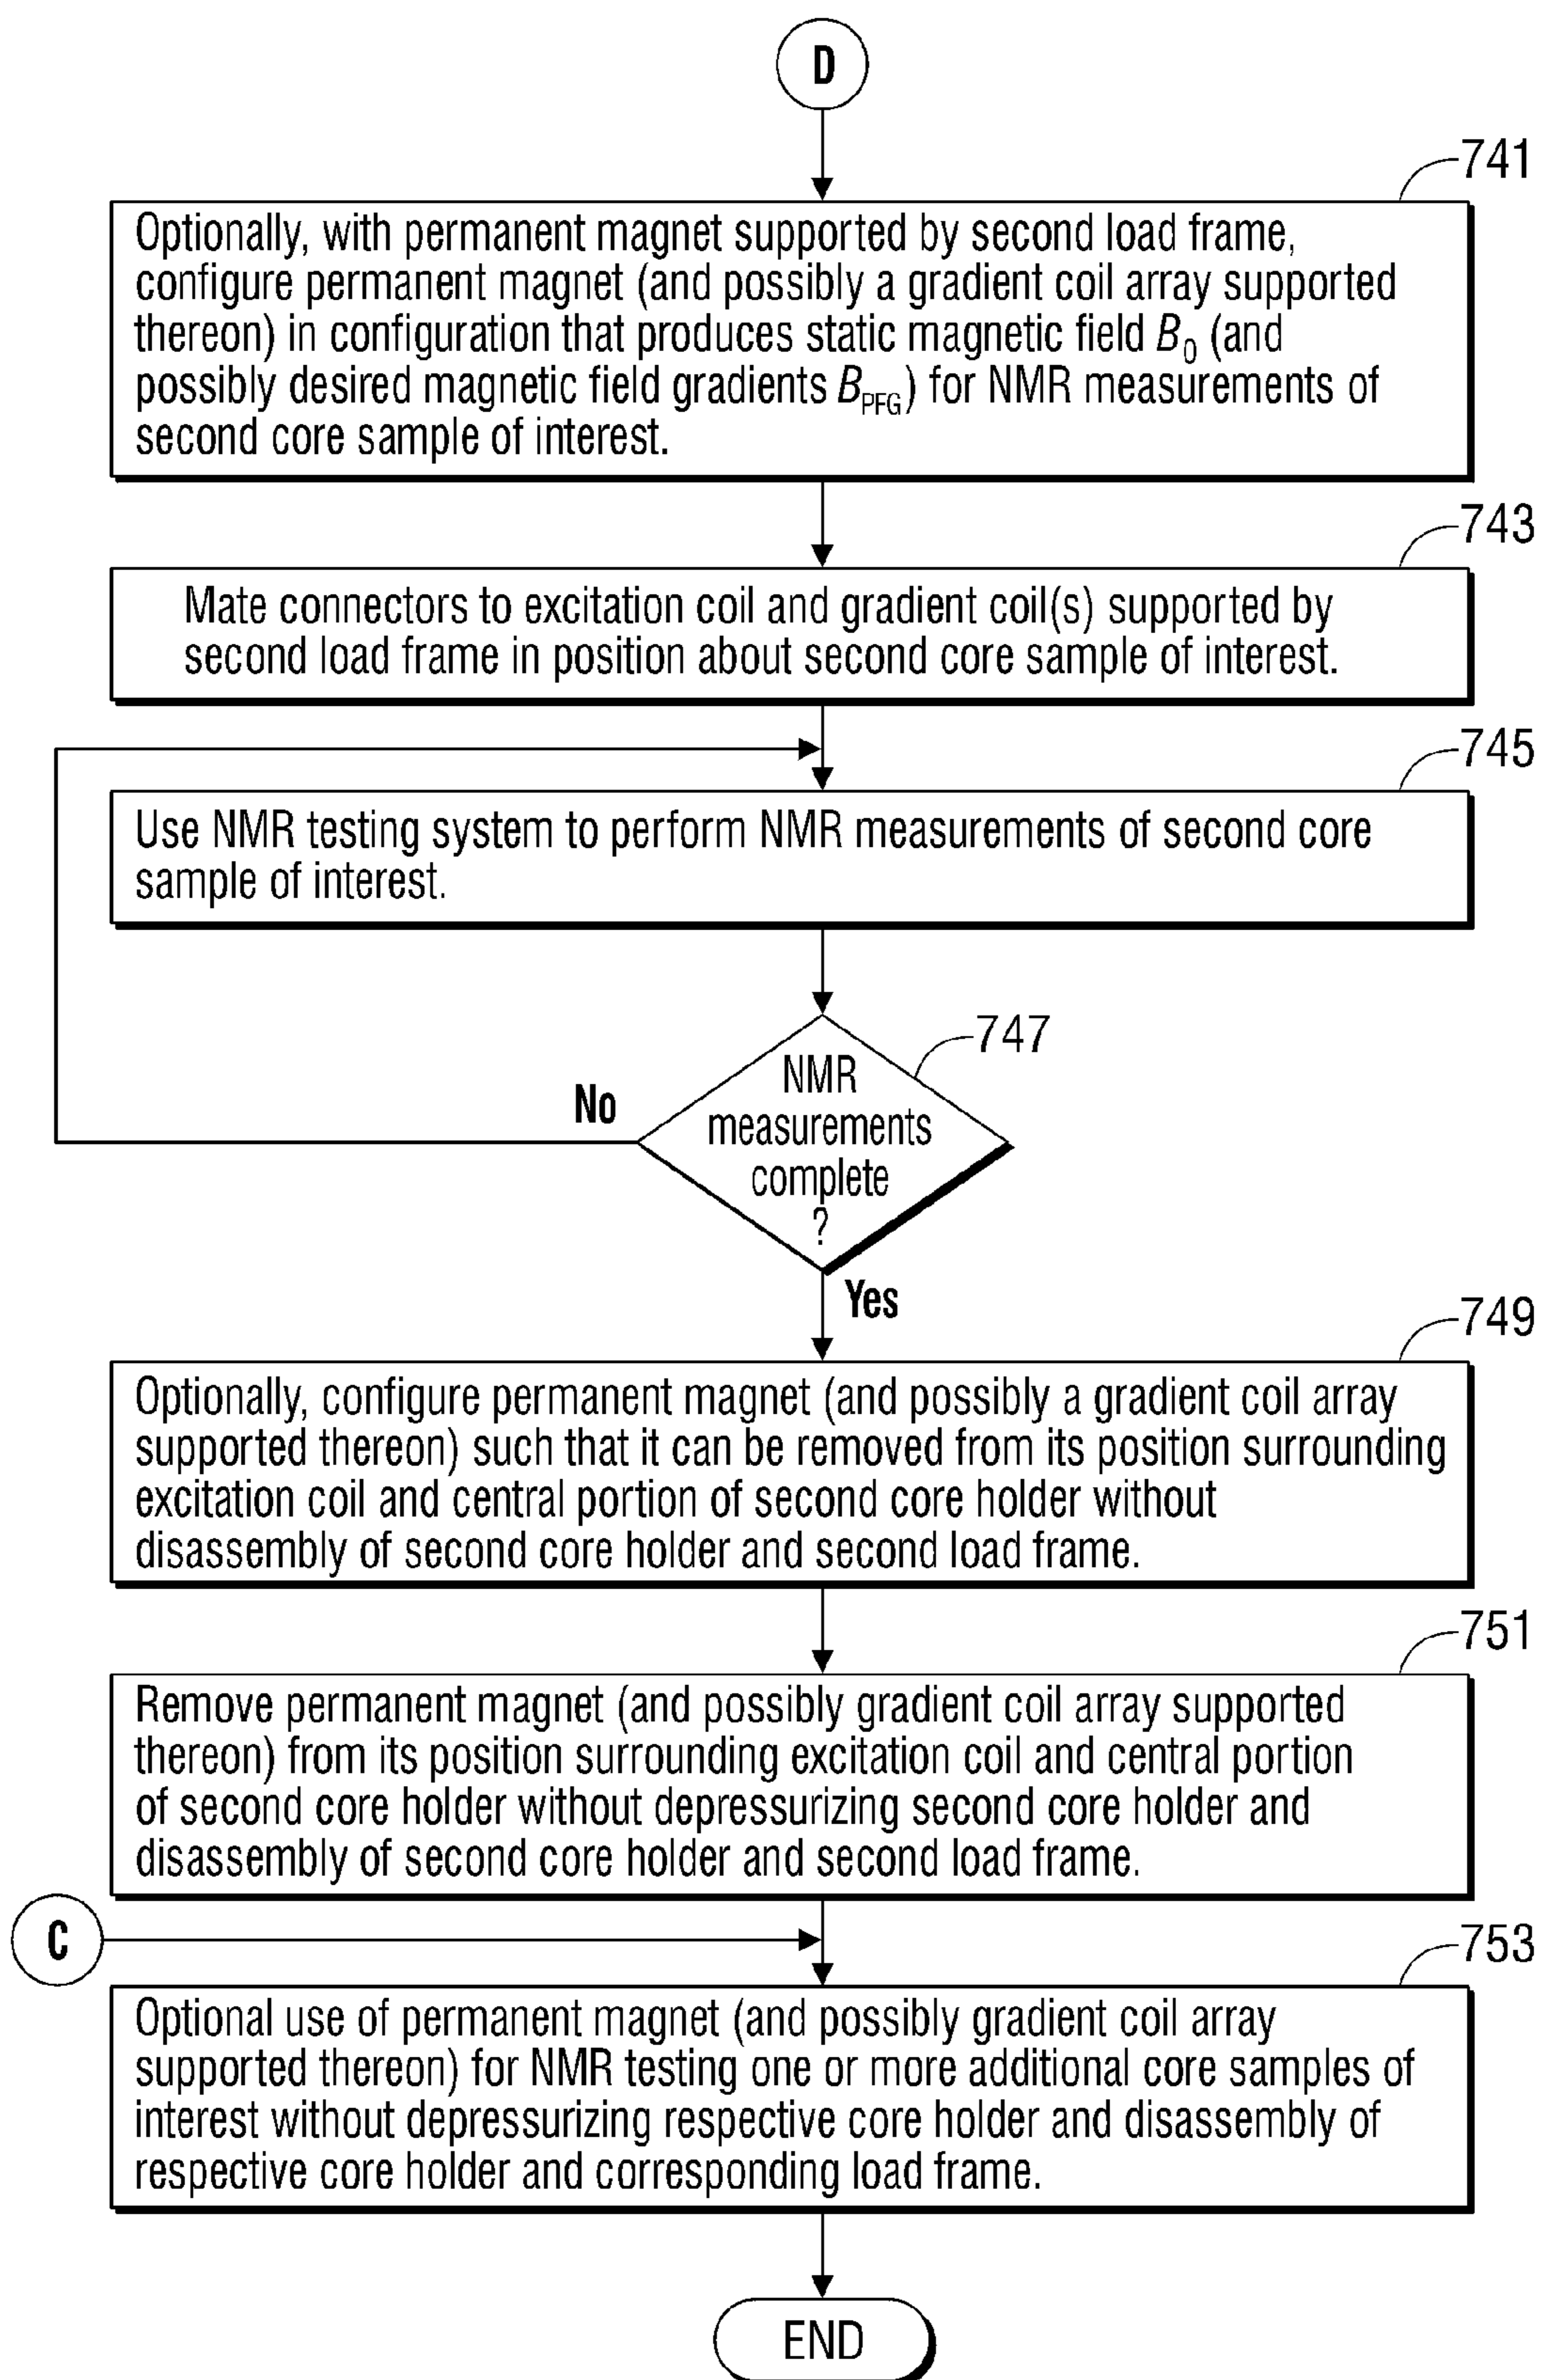 D
741
Optionally, with permanent magnet supported by second load frame,
configure permanent magnet (and possibly a gradient coil array supported
thereon) in configuration that produces static magnetic field B0 (and
possibly desired magnetic field gradients BPFG) for NMR measurements of
second core sample of interest.
743
Mate connectors to excitation coil and gradient coil(s) supported by
second load frame in position about second core sample of interest.
745
Use NMR testing system to perform NMR measurements of second core
sample of interest.
747
NMR
measurements
complete
?
No
Yes
749
Optionally, configure permanent magnet (and possibly a gradient coil array
supported thereon) such that it can be removed from its position surrounding
excitation coil and central portion of second core holder without
disassembly of second core holder and second load frame.
751
Remove permanent magnet (and possibly gradient coil array supported
thereon) from its position surrounding excitation coil and central portion
of second core holder without depressurizing second core holder and
disassembly of second core holder and second load frame.
C
753
Optional use of permanent magnet (and possibly gradient coil array
supported thereon) for NMR testing one or more additional core samples of
interest without depressurizing respective core holder and disassembly of
respective core holder and corresponding load frame.
END